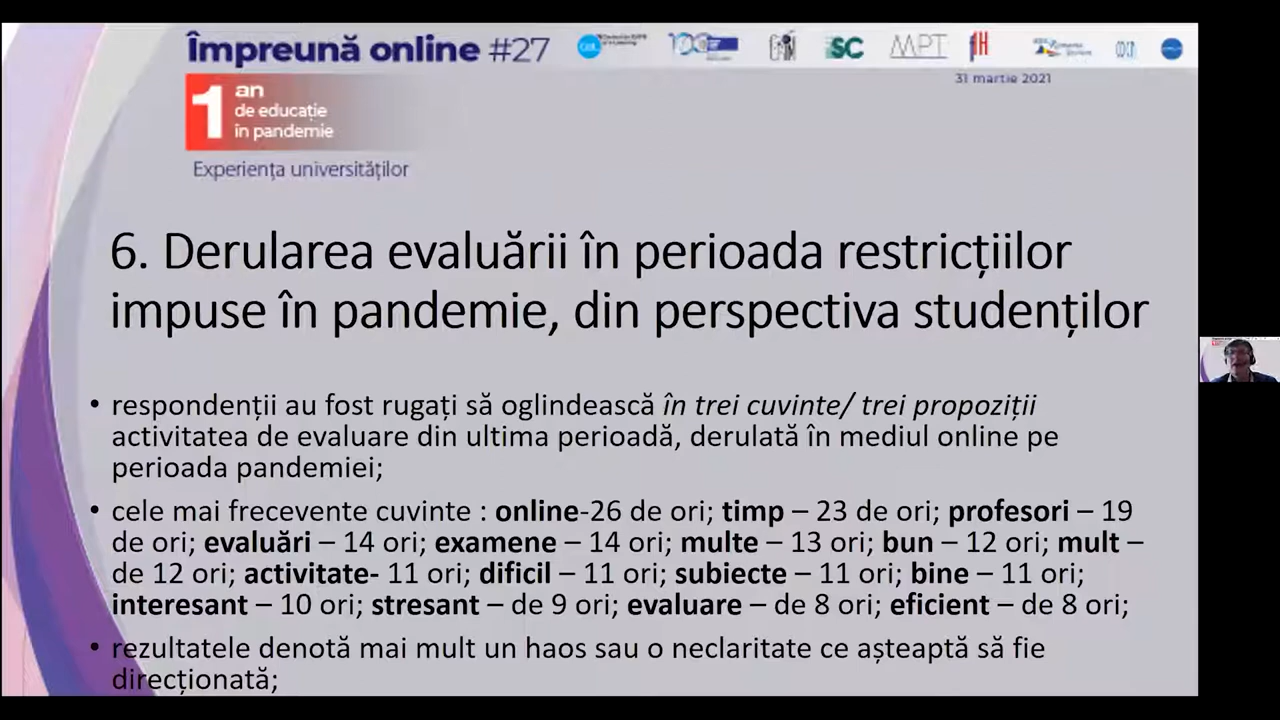 Împreună online #27
SC
MPT
31 martie 2021
1 an
de educație
în pandemie
Experiența universităților
6. Derularea evaluării în perioada restricțiilor
impuse în pandemie, din perspectiva studenților
• respondenții au fost rugați să oglindească în trei cuvinte/ trei propoziții
activitatea de evaluare din ultima perioadă, derulată în mediul online pe
perioada pandemiei;
• cele mai frecevente cuvinte : online-26 de ori; timp – 23 de ori; profesori – 19
de ori; evaluări – 14 ori; examene – 14 ori; multe – 13 ori; bun – 12 ori; mult –
de 12 ori; activitate- 11 ori; dificil – 11 ori; subiecte – 11 ori; bine – 11 ori;
interesant – 10 ori; stresant – de 9 ori; evaluare – de 8 ori; eficient – de 8 ori;
• rezultatele denotă mai mult un haos sau o neclaritate ce așteaptă să fie
direcționată;